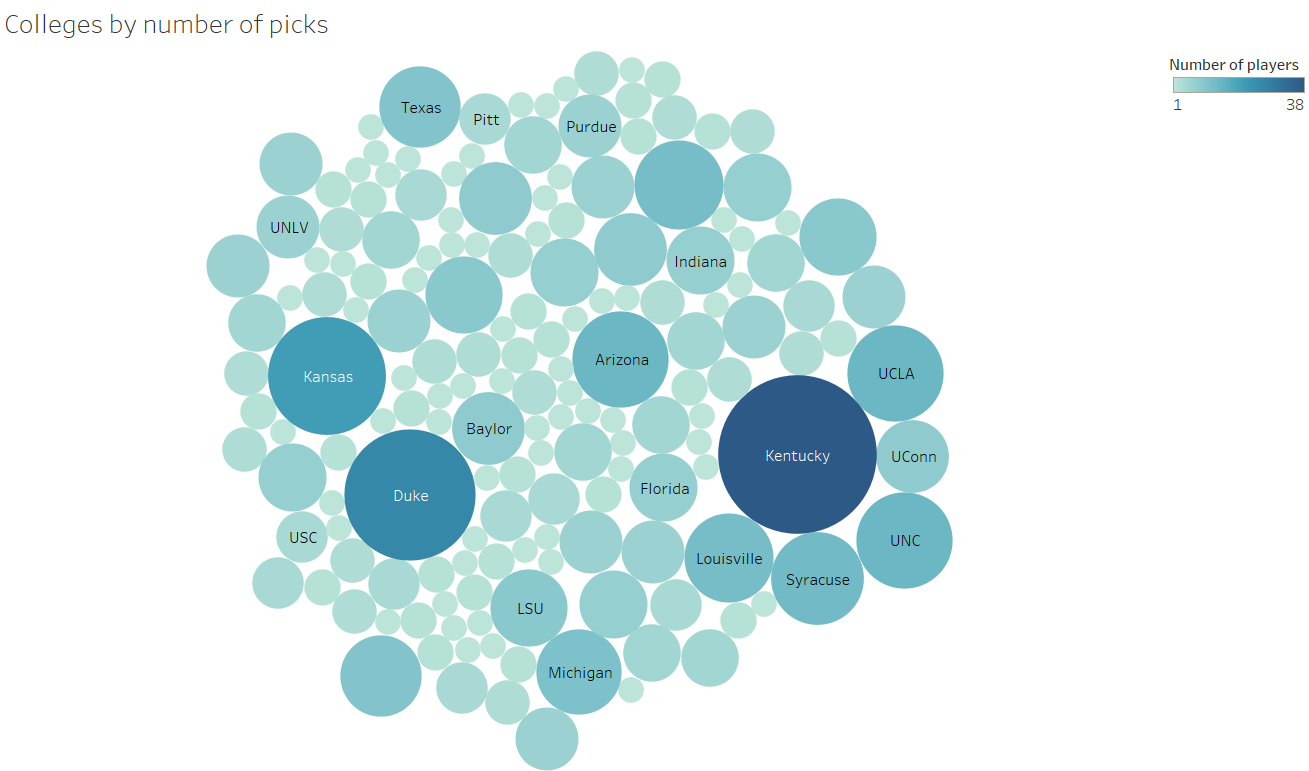 Colleges by number of picks
Number of players
1 38
Texas
Pitt
Purdue
UNLV
Indiana
Arizona
Kansas
UCLA
Baylor
Kentucky
UConn
Florida
Duke
USC
UNC
Louisville
Syracuse
LSU
Michigan